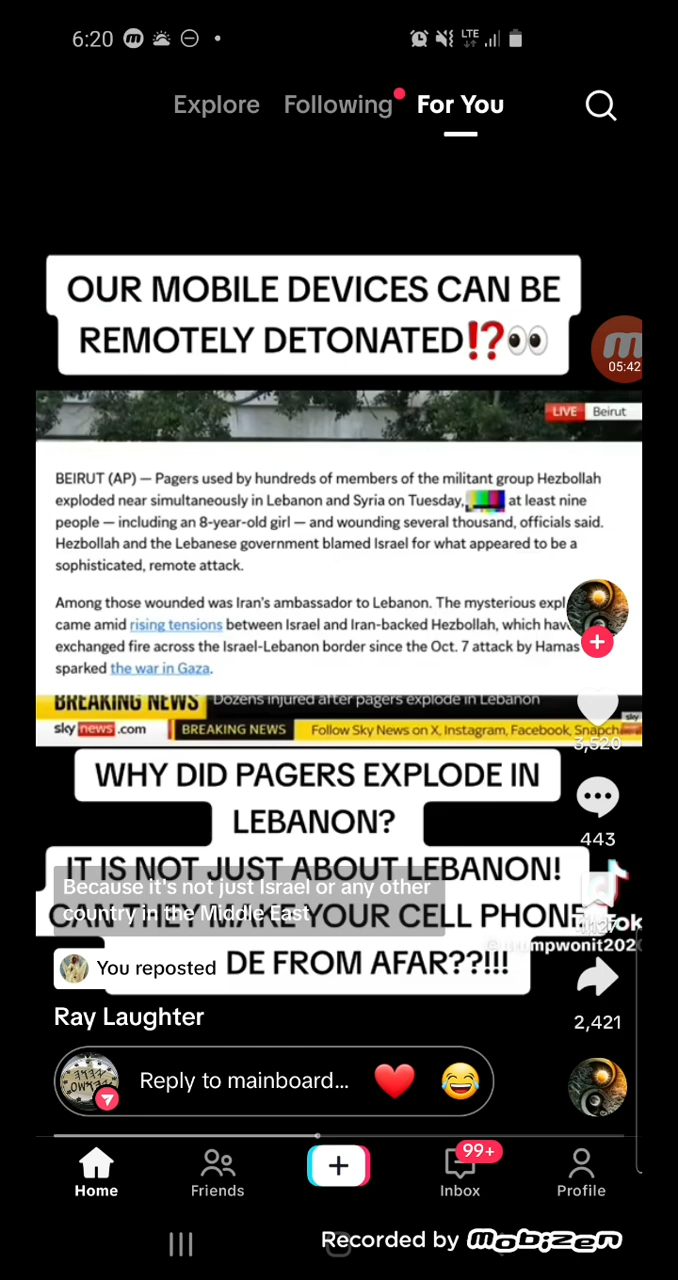 6:20
LTE
Explore Following For You
OUR MOBILE DEVICES CAN BE
REMOTELY DETONATED⁉️👀
05:42
LIVE Beirut
BEIRUT (AP) — Pagers used by hundreds of members of the militant group Hezbollah
exploded near simultaneously in Lebanon and Syria on Tuesday, at least nine
people — including an 8-year-old girl — and wounding several thousand, officials said.
Hezbollah and the Lebanese government blamed Israel for what appeared to be a
sophisticated, remote attack.
Among those wounded was Iran's ambassador to Lebanon. The mysterious expl
came amid rising tensions between Israel and Iran-backed Hezbollah, which have
exchanged fire across the Israel-Lebanon border since the Oct. 7 attack by Hamas
sparked the war in Gaza.
BREAKING NEWS Dozens injured after pagers explode in Lebanon
sky
sky news.com BREAKING NEWS Follow Sky News on X, Instagram, Facebook, Snapch
3,520
WHY DID PAGERS EXPLODE IN
LEBANON?
443
IT IS NOT JUST ABOUT LEBANON!
Because it's not just Israel or any other
country in the Middle East
CAN THEY MAKE YOUR CELL PHONE
TikTok
You reposted
DE FROM AFAR??!!!
Ray Laughter
2,421
Reply to mainboard...
99+
Home Friends Inbox Profile
Recorded by mobizen